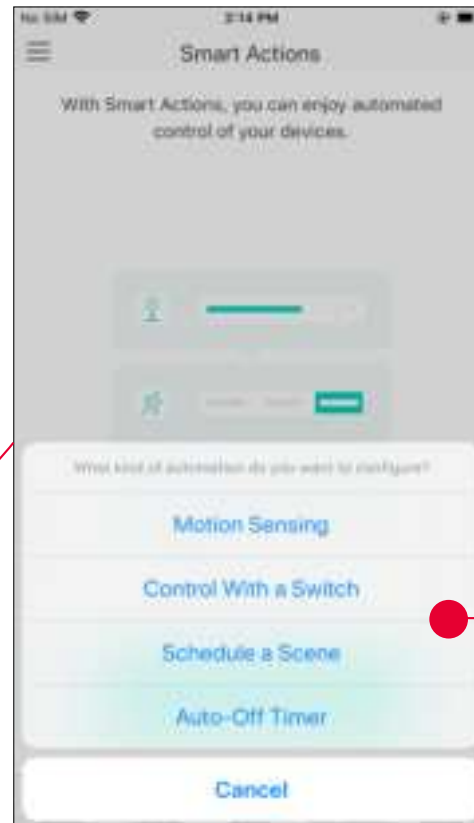 No SIM 2:14 PM
Smart Actions
With Smart Actions, you can enjoy automated
control of your devices.
What kind of automation do you want to configure?
Motion Sensing
Control With a Switch
Schedule a Scene
Auto-Off Timer
Cancel